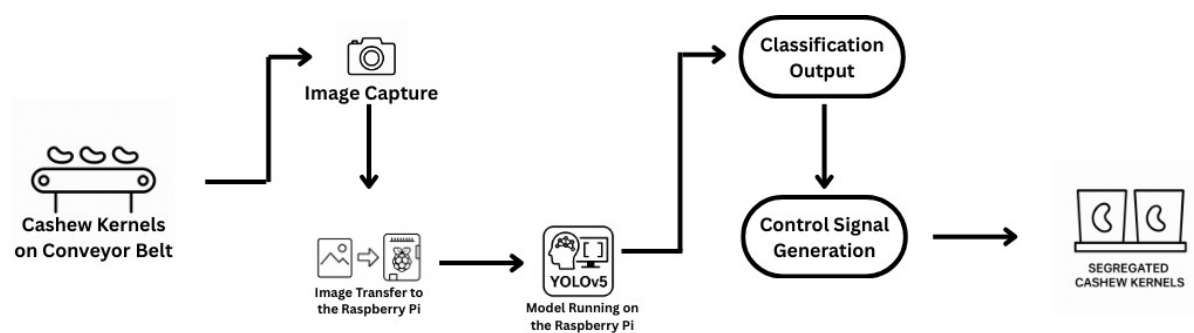 Cashew Kernels
on Conveyor Belt
Image Capture
Image Transfer to
the Raspberry Pi
YOLOv5
Model Running on
the Raspberry Pi
Classification
Output
Control Signal
Generation
SEGREGATED
CASHEW KERNELS